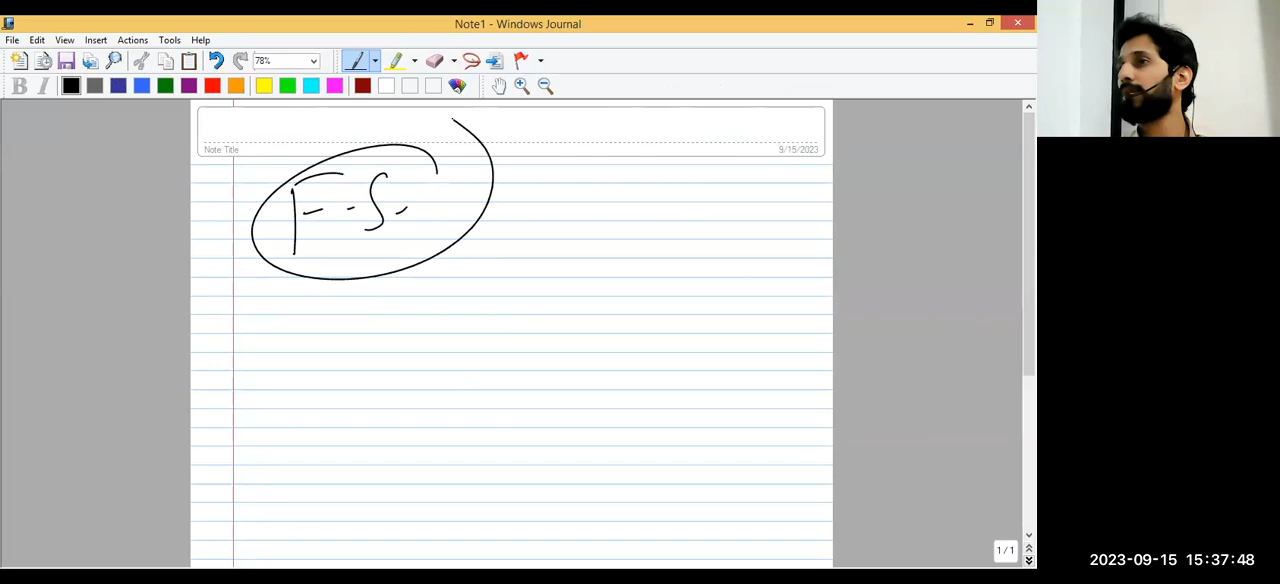 Note1 - Windows Journal
File Edit View Insert Actions Tools Help
78%
B I
Note Title
9/15/2023
F. S.
1 / 1
2023-09-15 15:37:48